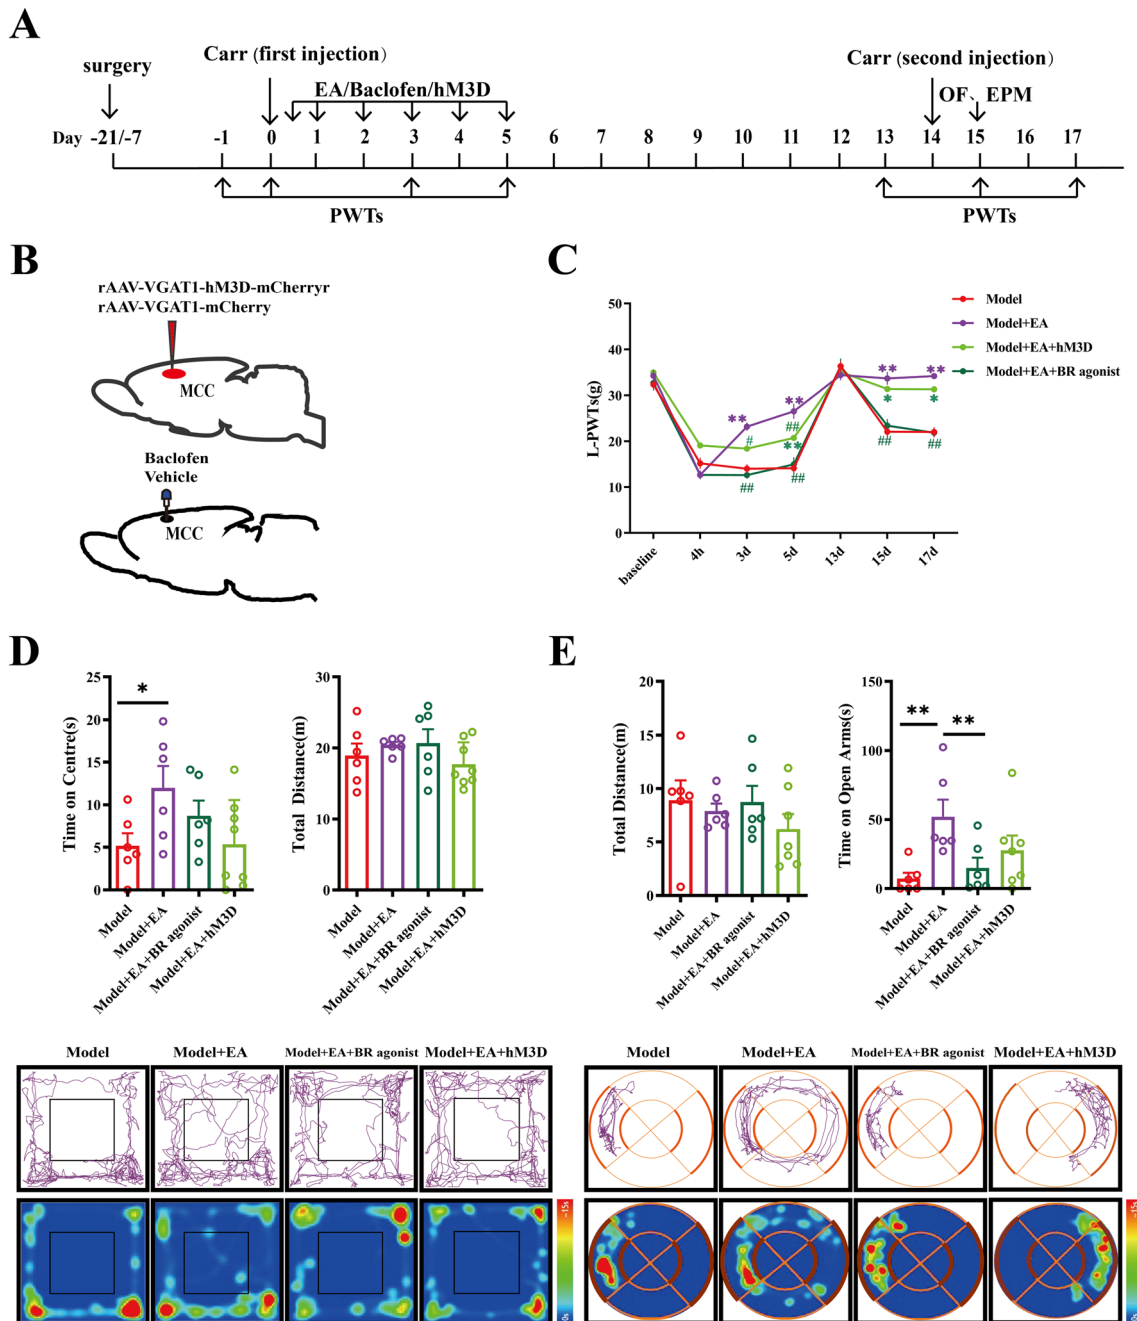 A
surgery
Carr (first injection)
EA/Baclofen/hM3D
Carr (second injection)
OF、EPM
Day -21/-7 -1 0 1 2 3 4 5 6 7 8 9 10 11 12 13 14 15 16 17
PWTs
PWTs
B
rAAV-VGAT1-hM3D-mCherryr
rAAV-VGAT1-mCherry
MCC
Baclofen
Vehicle
MCC
C
L-PWTs(g)
50
40
30
20
10
0
baseline
4h
3d
5d
13d
15d
17d
Model
Model+EA
Model+EA+hM3D
Model+EA+BR agonist
**
**
**
**
##
#
**
*
*
##
##
##
##
D
Time on Centre(s)
25
20
15
10
5
0
*
Model
Model+EA
Model+EA+BR agonist
Model+EA+hM3D
Total Distance(m)
30
20
10
0
Model
Model+EA
Model+EA+BR agonist
Model+EA+hM3D
E
Total Distance(m)
20
15
10
5
0
Model
Model+EA
Model+EA+BR agonist
Model+EA+hM3D
Time on Open Arms(s)
150
100
50
0
**
**
Model
Model+EA
Model+EA+BR agonist
Model+EA+hM3D
Model
Model+EA
Model+EA+BR agonist
Model+EA+hM3D
Model
Model+EA
Model+EA+BR agonist
Model+EA+hM3D